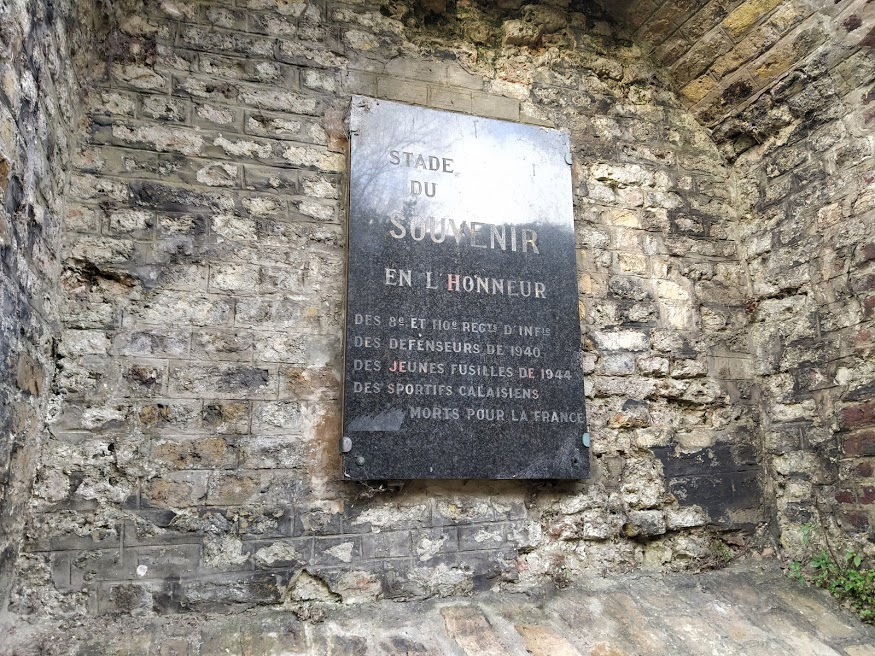 STADE
DU
SOUVENIR
EN L'HONNEUR
DES 8e ET 110e REGTS D'INFIE
DES DEFENSEURS DE 1940
DES JEUNES FUSILLES DE 1944
DES SPORTIFS CALAISIENS
MORTS POUR LA FRANCE